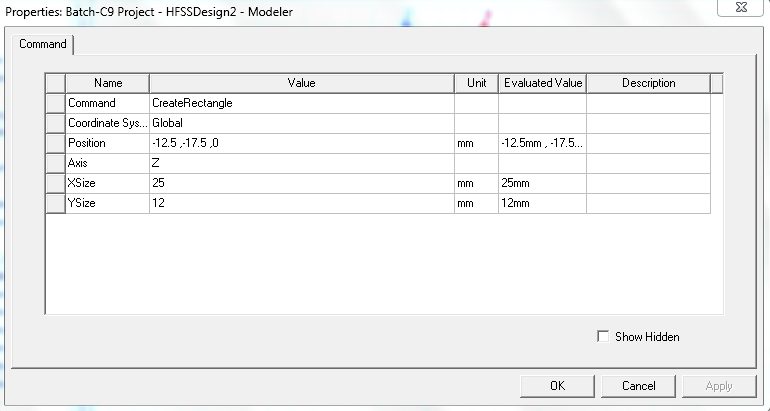 Properties: Batch-C9 Project - HFSSDesign2 - Modeler
Command
Name Value Unit Evaluated Value Description
Command CreateRectangle
Coordinate Sys... Global
Position -12.5 ,-17.5 ,0 mm -12.5mm , -17.5...
Axis Z
XSize 25 mm 25mm
YSize 12 mm 12mm
Show Hidden
OK Cancel Apply